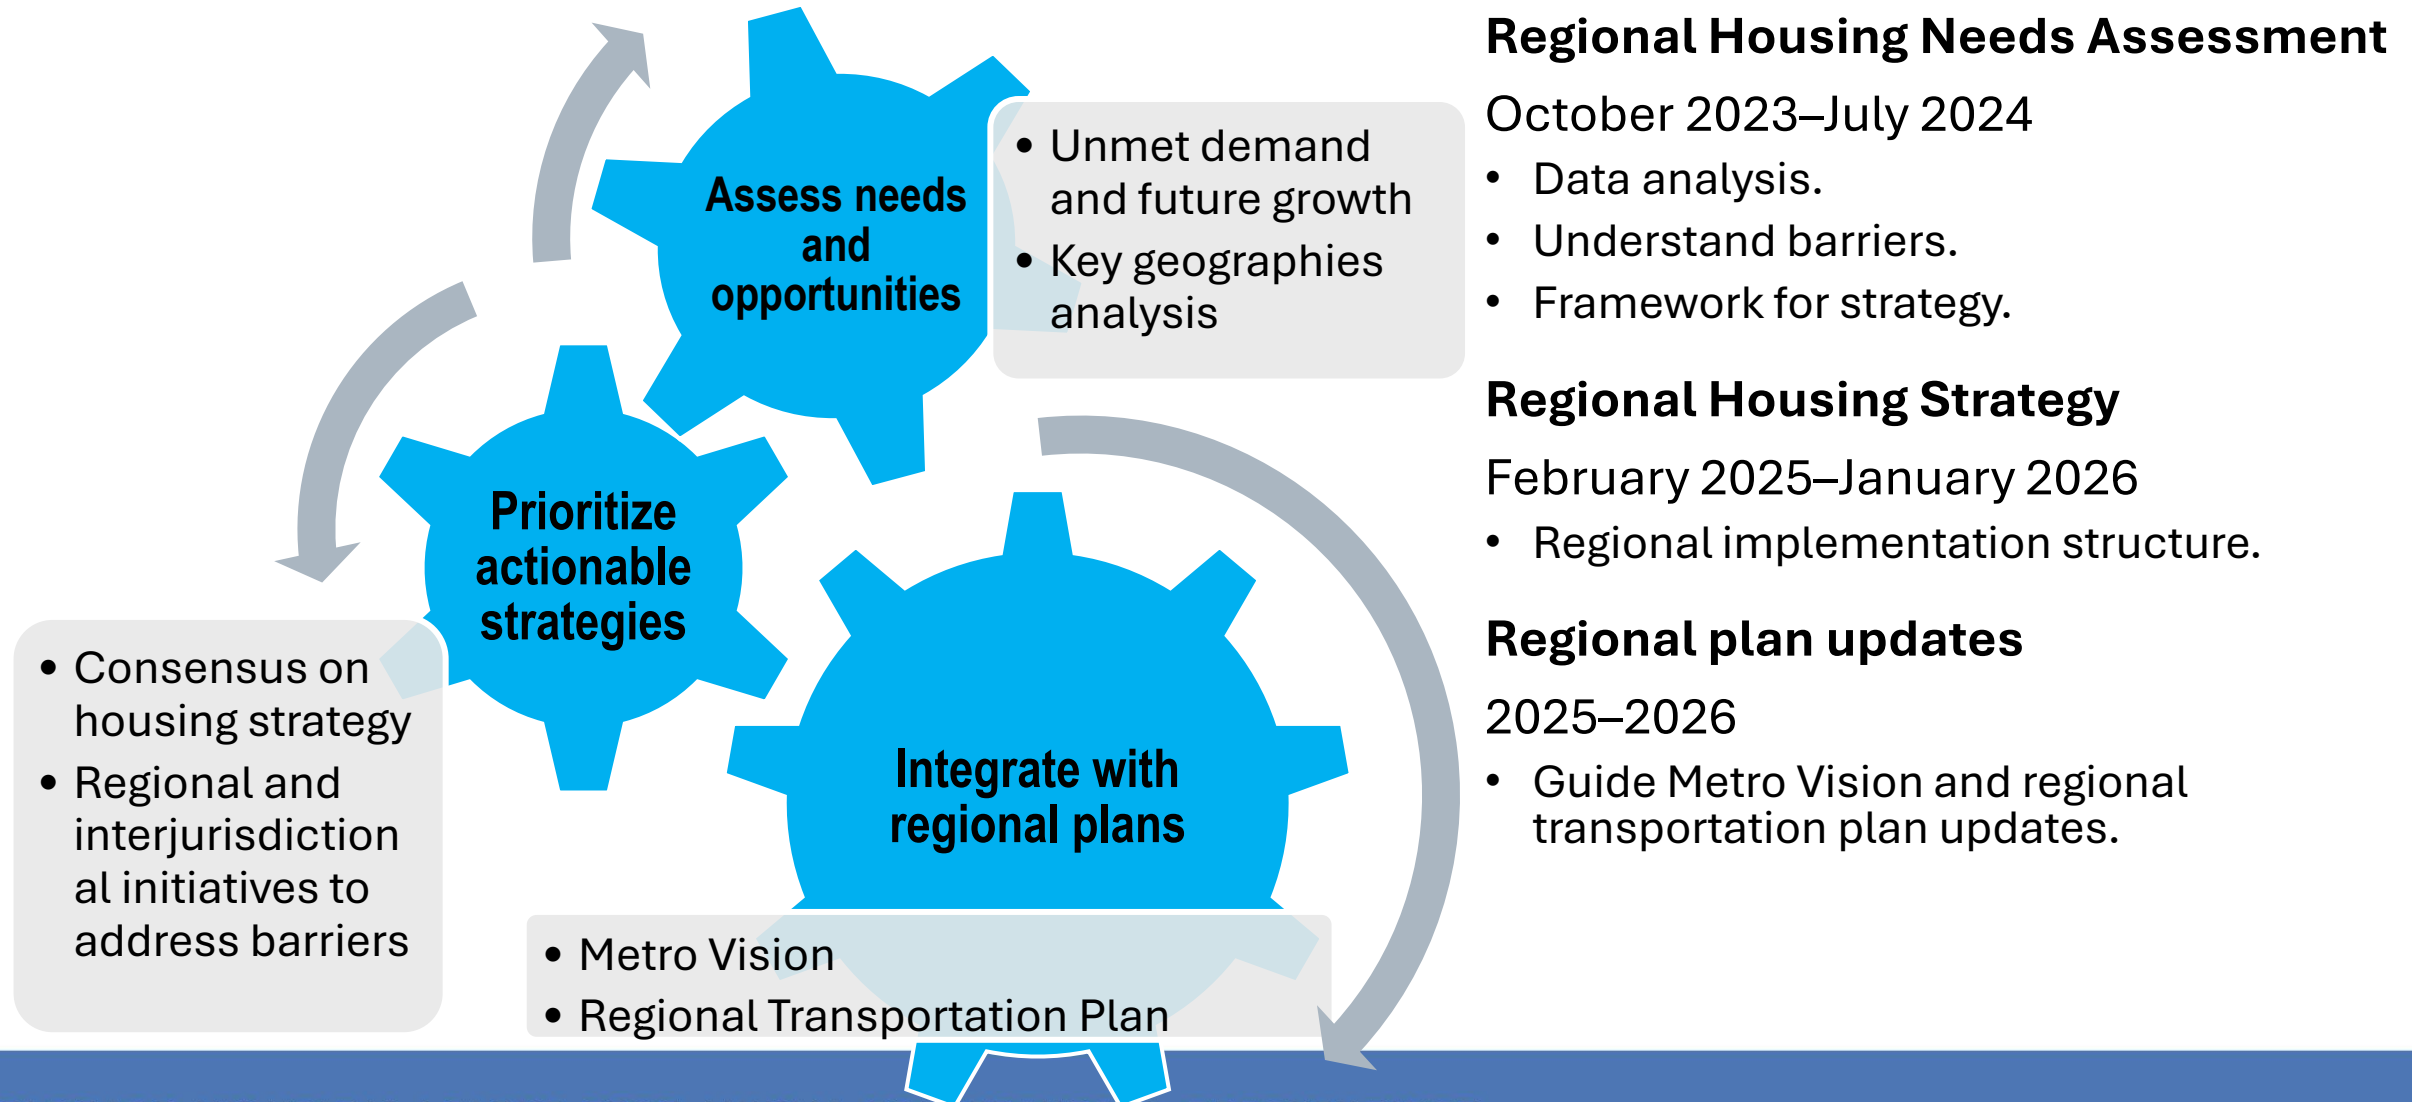 Assess needs
and
opportunities
• Unmet demand
and future growth
• Key geographies
analysis
Prioritize
actionable
strategies
• Consensus on
housing strategy
• Regional and
interjurisdiction
al initiatives to
address barriers
Integrate with
regional plans
• Metro Vision
• Regional Transportation Plan
Regional Housing Needs Assessment
October 2023–July 2024
• Data analysis.
• Understand barriers.
• Framework for strategy.
Regional Housing Strategy
February 2025–January 2026
• Regional implementation structure.
Regional plan updates
2025–2026
• Guide Metro Vision and regional
transportation plan updates.